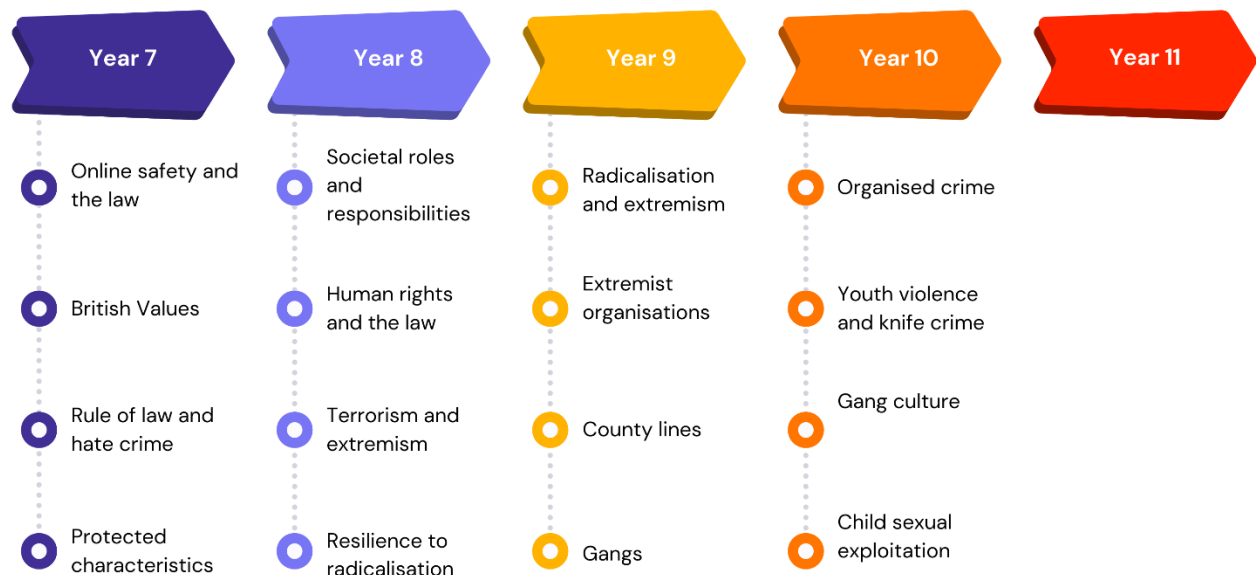 Year 7
Year 8
Year 9
Year 10
Year 11
Online safety and
the law
British Values
Rule of law and
hate crime
Protected
characteristics
Societal roles
and
responsibilities
Human rights
and the law
Terrorism and
extremism
Resilience to
radicalisation
Radicalisation
and extremism
Extremist
organisations
County lines
Gangs
Organised crime
Youth violence
and knife crime
Gang culture
Child sexual
exploitation